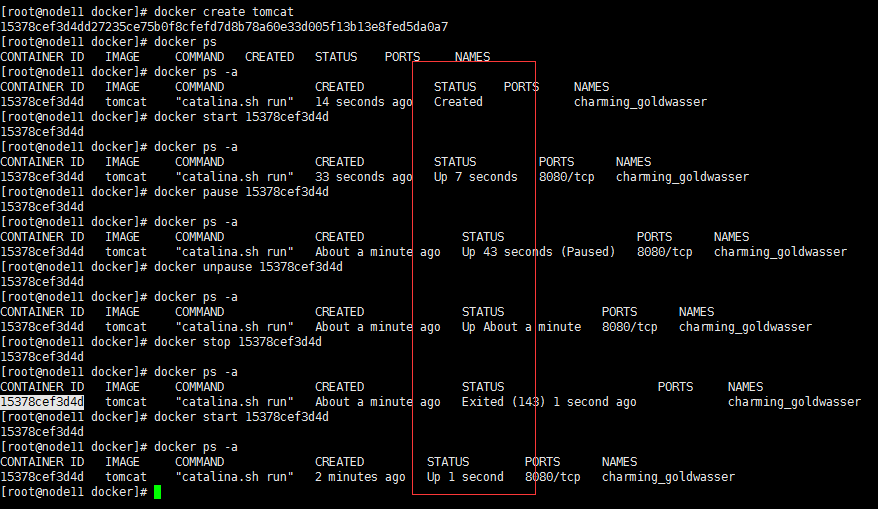 [root@node11 docker]# docker create tomcat
15378cef3d4dd27235ce75b0f8cfefd7d8b78a60e33d005f13b13e8fed5da0a7
[root@node11 docker]# docker ps
CONTAINER ID   IMAGE     COMMAND   CREATED   STATUS    PORTS     NAMES
[root@node11 docker]# docker ps -a
CONTAINER ID   IMAGE     COMMAND             CREATED          STATUS    PORTS     NAMES
15378cef3d4d   tomcat    "catalina.sh run"   14 seconds ago   Created             charming_goldwasser
[root@node11 docker]# docker start 15378cef3d4d
15378cef3d4d
[root@node11 docker]# docker ps -a
CONTAINER ID   IMAGE     COMMAND             CREATED          STATUS         PORTS      NAMES
15378cef3d4d   tomcat    "catalina.sh run"   33 seconds ago   Up 7 seconds   8080/tcp   charming_goldwasser
[root@node11 docker]# docker pause 15378cef3d4d
15378cef3d4d
[root@node11 docker]# docker ps -a
CONTAINER ID   IMAGE     COMMAND             CREATED              STATUS                   PORTS      NAMES
15378cef3d4d   tomcat    "catalina.sh run"   About a minute ago   Up 43 seconds (Paused)   8080/tcp   charming_goldwasser
[root@node11 docker]# docker unpause 15378cef3d4d
15378cef3d4d
[root@node11 docker]# docker ps -a
CONTAINER ID   IMAGE     COMMAND             CREATED              STATUS              PORTS      NAMES
15378cef3d4d   tomcat    "catalina.sh run"   About a minute ago   Up About a minute   8080/tcp   charming_goldwasser
[root@node11 docker]# docker stop 15378cef3d4d
15378cef3d4d
[root@node11 docker]# docker ps -a
CONTAINER ID   IMAGE     COMMAND             CREATED              STATUS                      PORTS     NAMES
15378cef3d4d   tomcat    "catalina.sh run"   About a minute ago   Exited (143) 1 second ago             charming_goldwasser
[root@node11 docker]# docker start 15378cef3d4d
15378cef3d4d
[root@node11 docker]# docker ps -a
CONTAINER ID   IMAGE     COMMAND             CREATED         STATUS        PORTS      NAMES
15378cef3d4d   tomcat    "catalina.sh run"   2 minutes ago   Up 1 second   8080/tcp   charming_goldwasser
[root@node11 docker]#